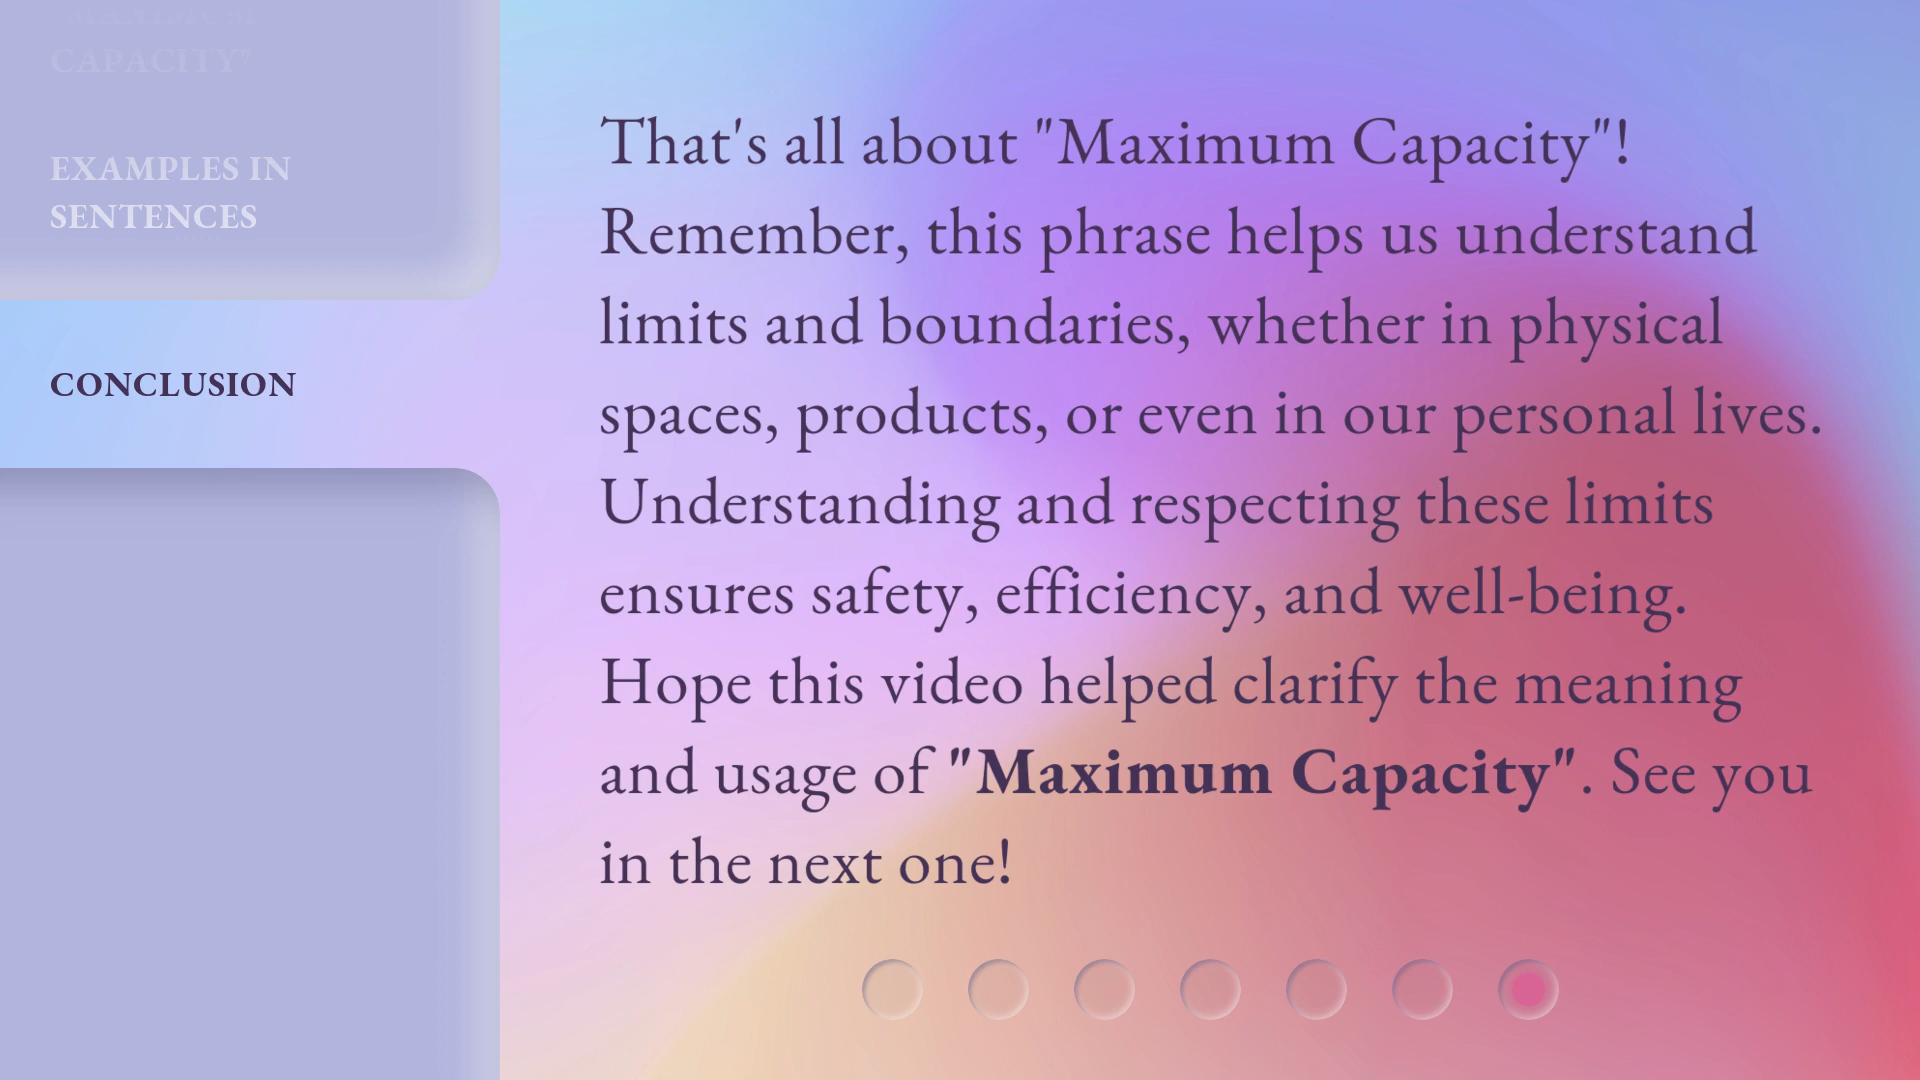 CAPACITY"
EXAMPLES IN
SENTENCES
CONCLUSION
That's all about "Maximum Capacity"!
Remember, this phrase helps us understand
limits and boundaries, whether in physical
spaces, products, or even in our personal lives.
Understanding and respecting these limits
ensures safety, efficiency, and well-being.
Hope this video helped clarify the meaning
and usage of "Maximum Capacity". See you
in the next one!